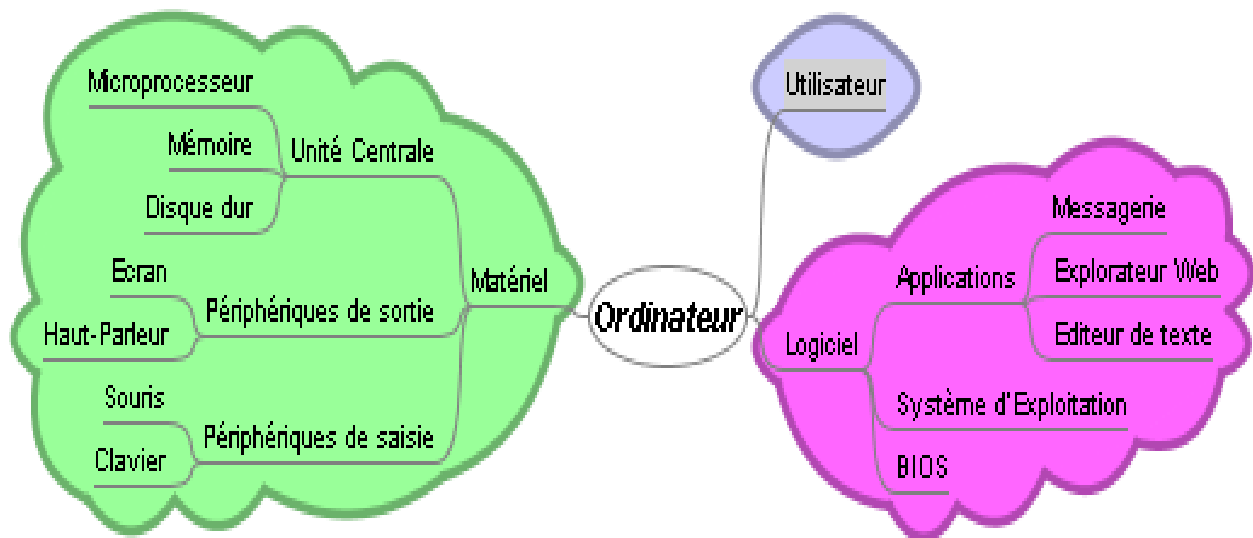 Microprocesseur
Mémoire
Disque dur
Unité Centrale
Ecran
Haut-Parleur
Périphériques de sortie
Souris
Clavier
Périphériques de saisie
Matériel
Ordinateur
Utilisateur
Logiciel
Applications
Messagerie
Explorateur Web
Editeur de texte
Système d'Exploitation
BIOS